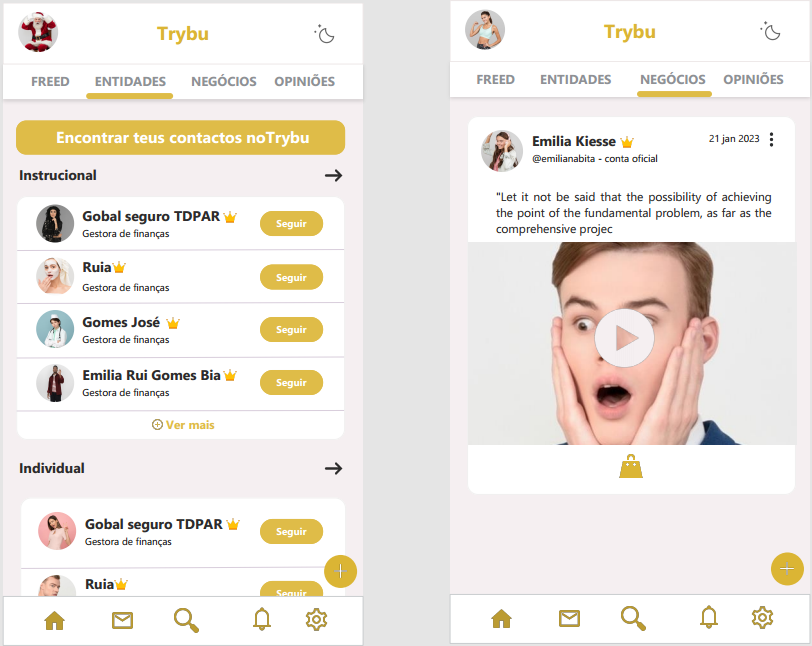 Trybu
FREED ENTIDADES NEGÓCIOS OPINIÕES
Encontrar teus contactos noTrybu
Instrucional
Gobal seguro TDPAR
Gestora de finanças
Seguir
Ruia
Gestora de finanças
Seguir
Gomes José
Gestora de finanças
Seguir
Emilia Rui Gomes Bia
Gestora de finanças
Seguir
Ver mais
Individual
Gobal seguro TDPAR
Gestora de finanças
Seguir
Ruia
Seguir
Trybu
FREED ENTIDADES NEGÓCIOS OPINIÕES
Emilia Kiesse
21 jan 2023
@emilianabita - conta oficial
"Let it not be said that the possibility of achieving
the point of the fundamental problem, as far as the
comprehensive projec